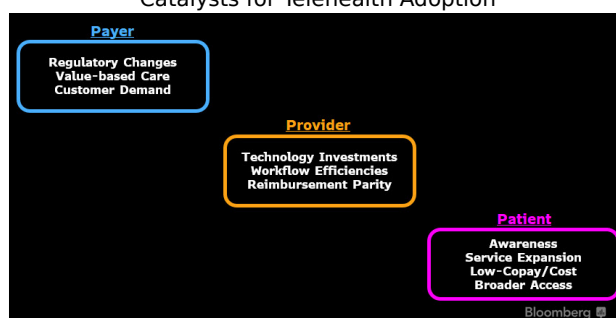 Catalysts for Telehealth Adoption
Payer
Regulatory Changes
Value-based Care
Customer Demand
Provider
Technology Investments
Workflow Efficiencies
Reimbursement Parity
Patient
Awareness
Service Expansion
Low-Copay/Cost
Broader Access
Bloomberg